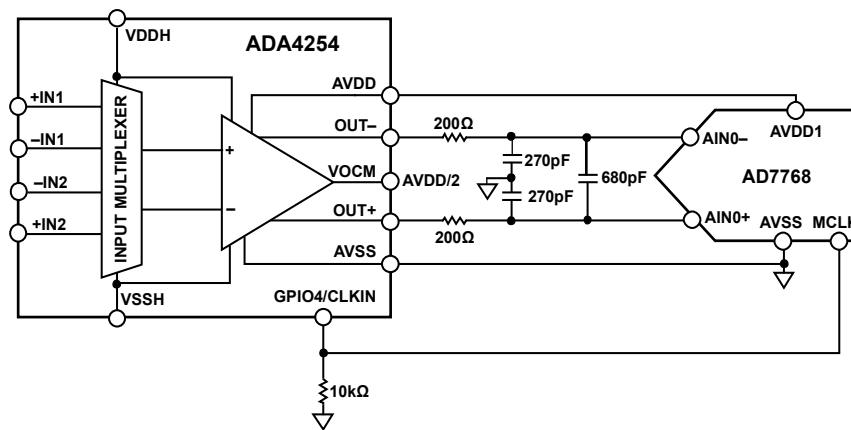 VDDH
ADA4254
AVDD
+IN1
OUT–
200Ω
AVDD1
AIN0–
–IN1
INPUT MULTIPLEXER
+
270pF
VOCM
AVDD/2
680pF
AD7768
–IN2
–
270pF
OUT+
+IN2
200Ω
AIN0+
AVSS
AVSS
MCLK
VSSH
GPIO4/CLKIN
10kΩ